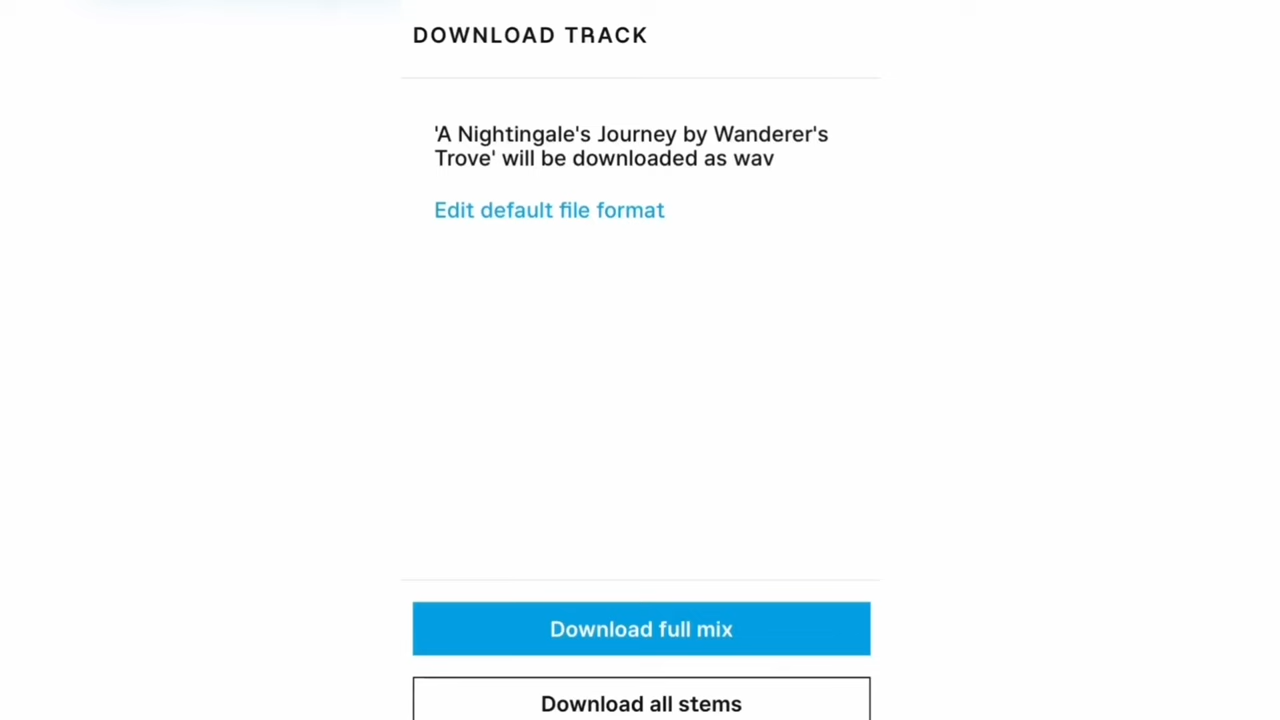 DOWNLOAD TRACK
'A Nightingale's Journey by Wanderer's
Trove' will be downloaded as wav
Edit default file format
Download full mix
Download all stems